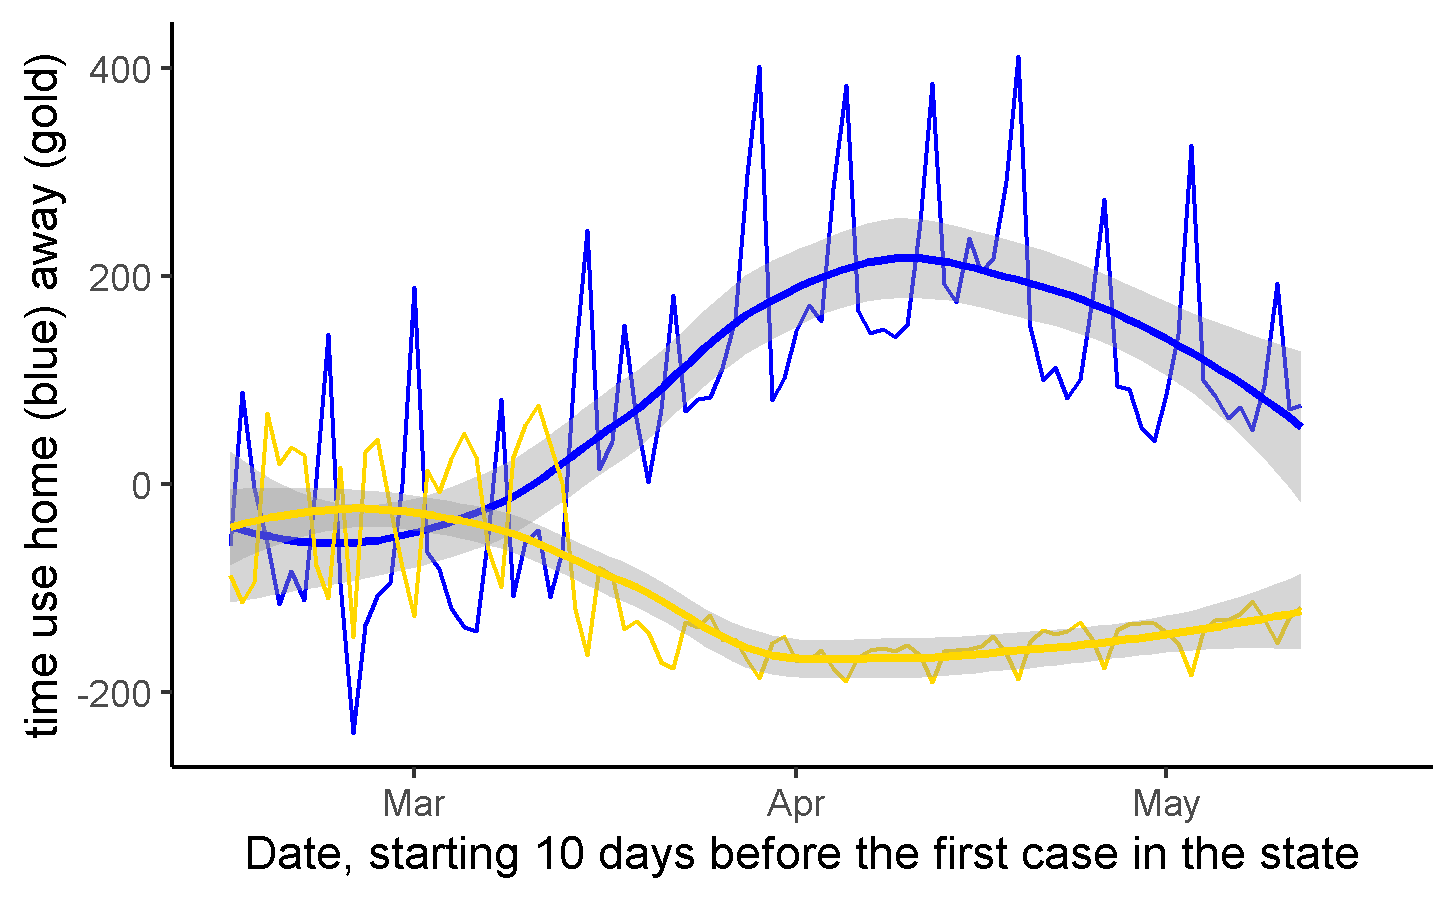 time use home (blue) away (gold)
400
200
0
-200
Mar Apr May
Date, starting 10 days before the first case in the state